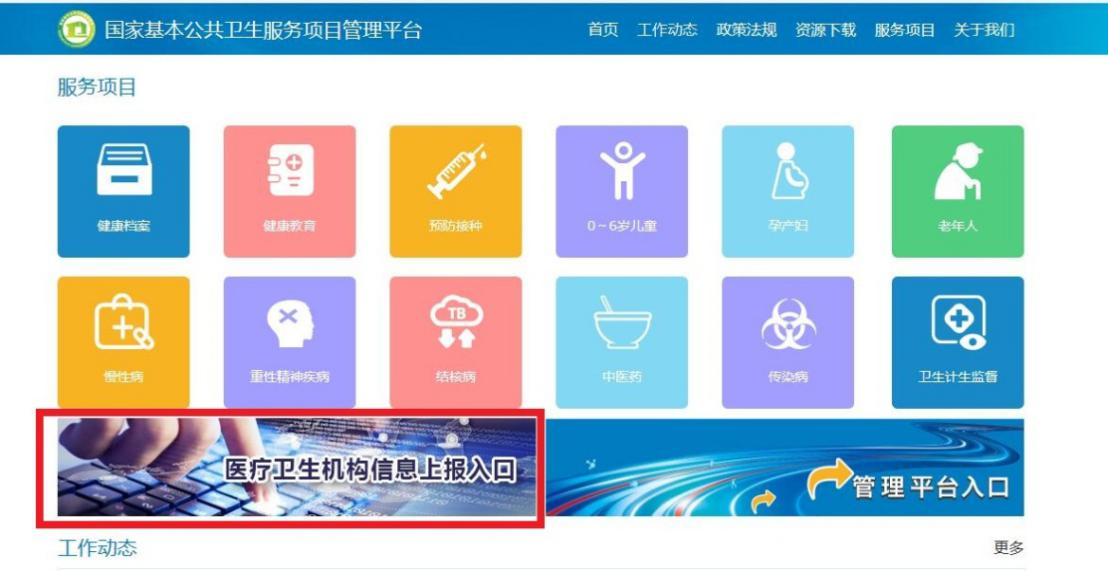 国家基本公共卫生服务项目管理平台 首页 工作动态 政策法规 资源下载 服务项目 关于我们
服务项目
健康档案 健康教育 预防接种 0～6岁儿童 孕产妇 老年人
TB
慢性病 重性精神疾病 结核病 中医药 传染病 卫生计生监督
医疗卫生机构信息上报入口
管理平台入口
工作动态 更多